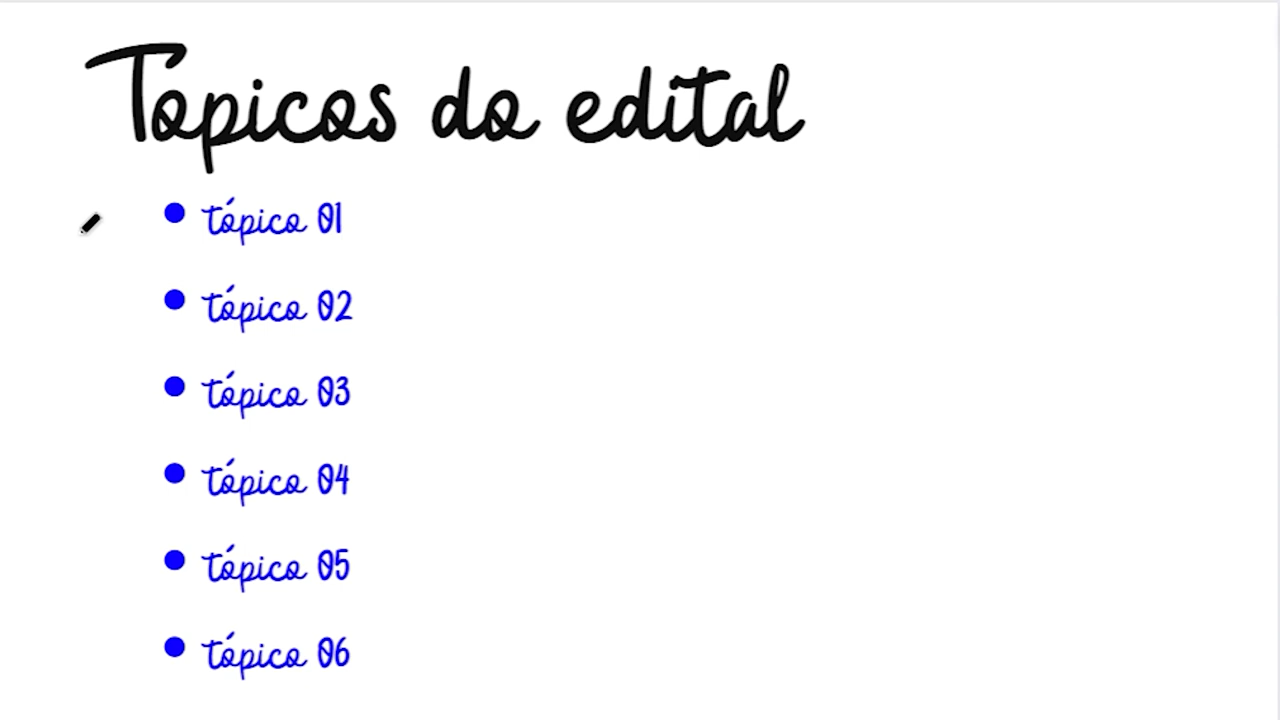 Topicos do edital
• tópico 01
• tópico 02
• tópico 03
• tópico 04
• tópico 05
• tópico 06